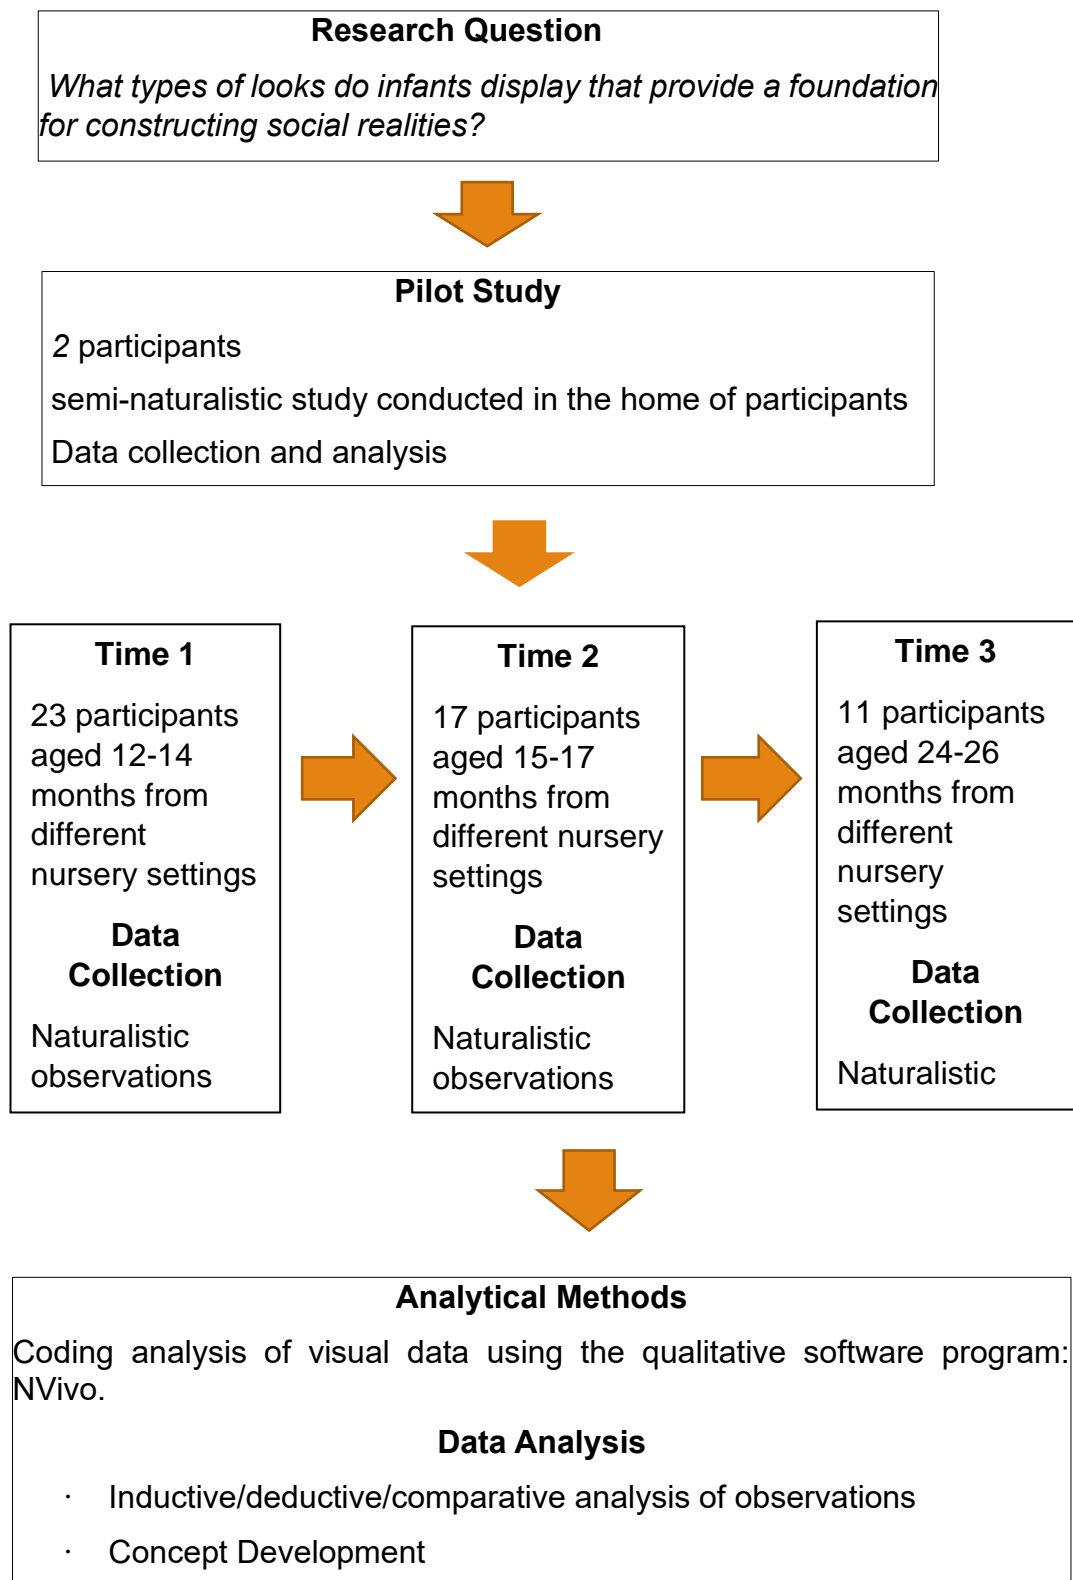 Research Question
What types of looks do infants display that provide a foundation
for constructing social realities?
Pilot Study
2 participants
semi-naturalistic study conducted in the home of participants
Data collection and analysis
Time 1
23 participants
aged 12-14
months from
different
nursery settings
Data
Collection
Naturalistic
observations
Time 2
17 participants
aged 15-17
months from
different nursery
settings
Data
Collection
Naturalistic
observations
Time 3
11 participants
aged 24-26
months from
different
nursery
settings
Data
Collection
Naturalistic
Analytical Methods
Coding analysis of visual data using the qualitative software program:
NVivo.
Data Analysis
· Inductive/deductive/comparative analysis of observations
· Concept Development